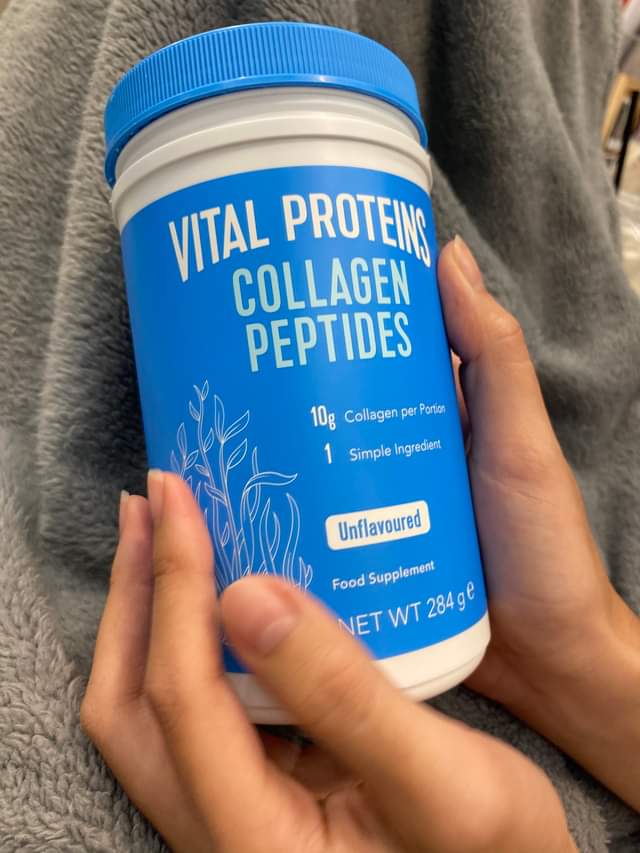 VITAL PROTEINS
COLLAGEN
PEPTIDES
10g Collagen per Portion
1 Simple Ingredient
Unflavoured
Food Supplement
NET WT 284 g e